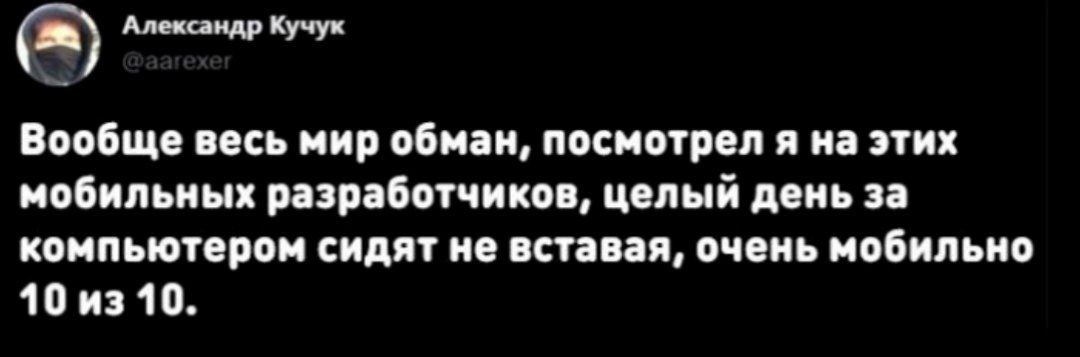 Александр Кучук
@aarexer
Вообще весь мир обман, посмотрел я на этих
мобильных разработчиков, целый день за
компьютером сидят не вставая, очень мобильно
10 из 10.